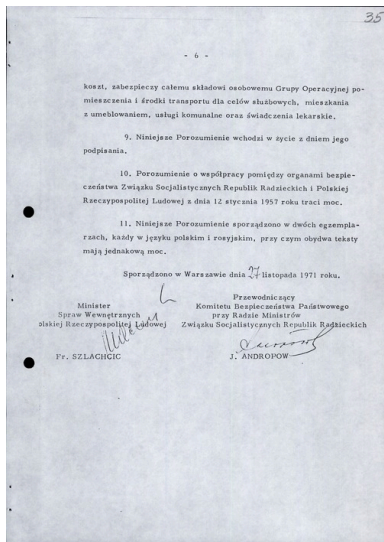 35
- 6 -
koszt, zabezpieczy całemu składowi osobowemu Grupy Operacyjnej po-
mieszczenia i środki transportu dla celów służbowych, mieszkania
z umeblowaniem, usługi komunalne oraz świadczenia lekarskie.
9. Niniejsze Porozumienie wchodzi w życie z dniem jego
podpisania.
10. Porozumienie o współpracy pomiędzy organami bezpie-
czeństwa Związku Socjalistycznych Republik Radzieckich i Polskiej
Rzeczypospolitej Ludowej z dnia 12 stycznia 1957 roku traci moc.
11. Niniejsze Porozumienie sporządzono w dwóch egzempla-
rzach, każdy w języku polskim i rosyjskim, przy czym obydwa teksty
mają jednakową moc.
Sporządzono w Warszawie dnia 27 listopada 1971 roku.
Minister
Spraw Wewnętrznych
olskiej Rzeczypospolitej Ludowej
Fr. SZLACHCIC
Przewodniczący
Komitetu Bezpieczeństwa Państwowego
przy Radzie Ministrów
Związku Socjalistycznych Republik Radzieckich
J. ANDROPOW